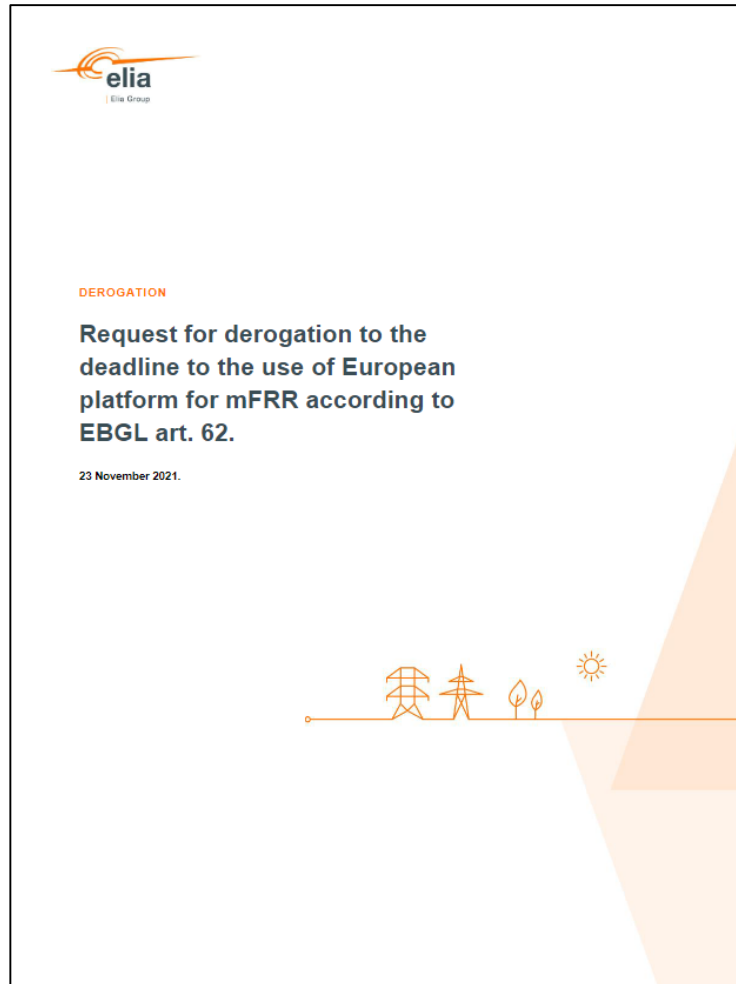 elia
| Elia Group
DEROGATION
Request for derogation to the
deadline to the use of European
platform for mFRR according to
EBGL art. 62.
23 November 2021.